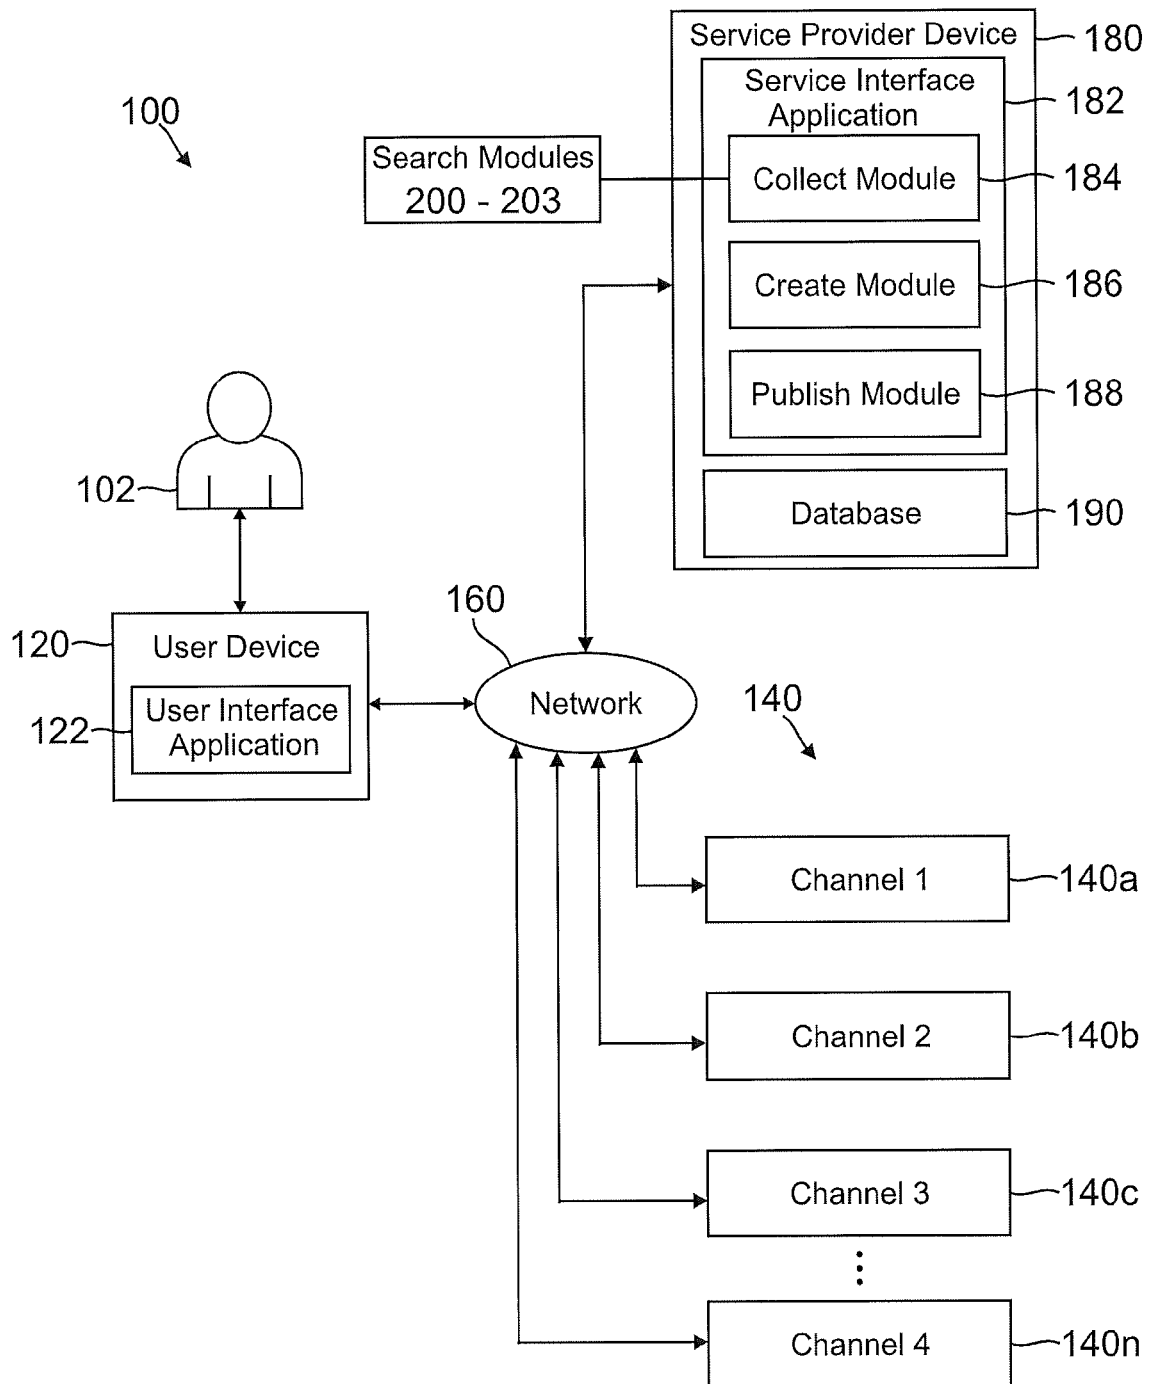 Service Provider Device
180
Service Interface
Application
182
100
Search Modules
200 - 203
Collect Module
184
Create Module
186
Publish Module
188
102
Database
190
160
120
User Device
User Interface
Application
122
Network
140
Channel 1
140a
Channel 2
140b
Channel 3
140c
Channel 4
140n